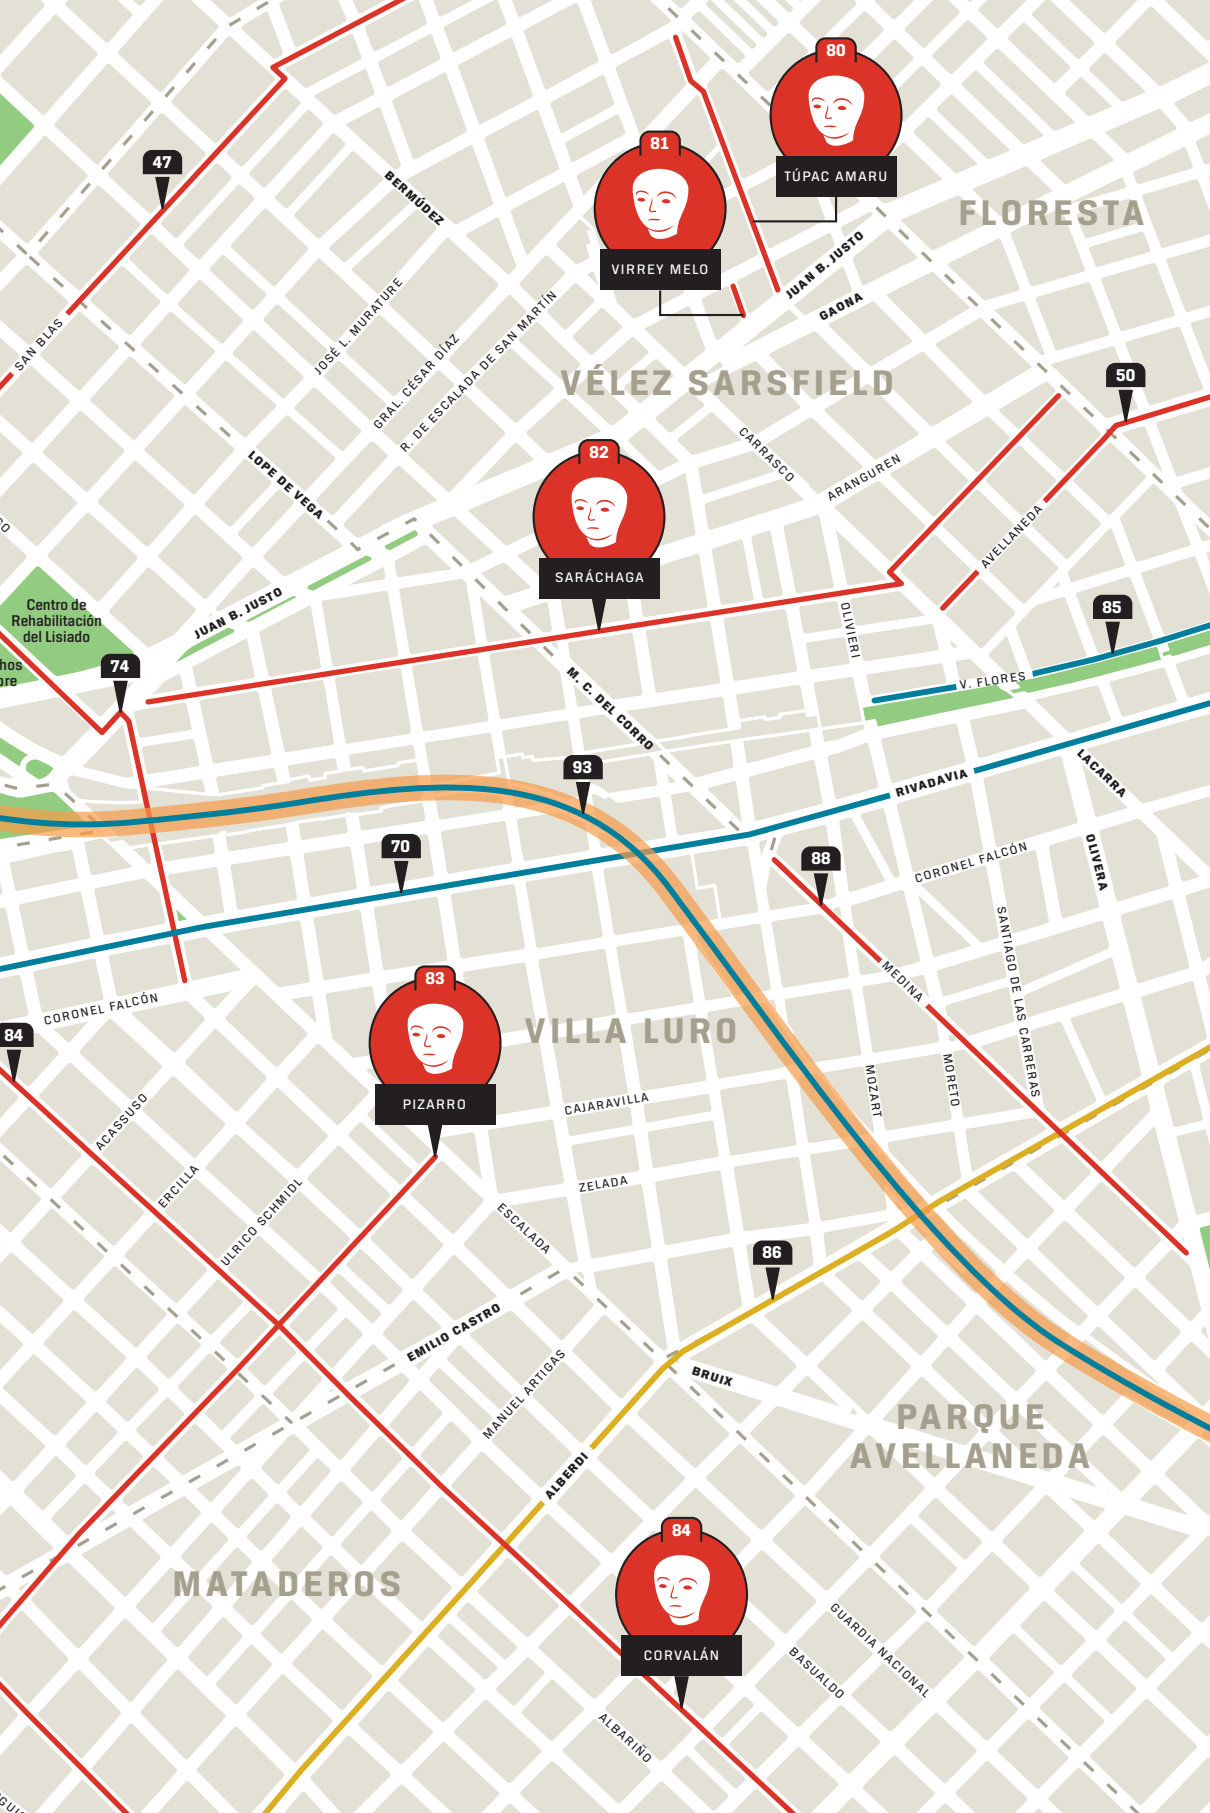 80
TÚPAC AMARU
81
VIRREY MELO
47
BERMÚDEZ
FLORESTA
JUAN B. JUSTO
GAONA
SAN BLAS
JOSÉ L. MURATURE
GRAL. CÉSAR DÍAZ
R. DE ESCALADA DE SAN MARTÍN
VÉLEZ SARSFIELD
50
CARRASCO
ARANGUREN
LOPE DE VEGA
82
SARÁCHAGA
AVELLANEDA
Centro de
Rehabilitación
del Lisiado
JUAN B. JUSTO
OLIVIERI
85
74
M. C. DEL CORRO
V. FLORES
93
RIVADAVIA
LACARRA
70
88
CORONEL FALCÓN
OLIVERA
SANTIAGO DE LAS CARRERAS
MEDINA
83
PIZARRO
VILLA LURO
CORONEL FALCÓN
84
MOZART
MORETO
CAJARAVILLA
ACASSUSO
ERCILLA
ULRICO SCHMIDL
ZELADA
ESCALADA
86
EMILIO CASTRO
MANUEL ARTIGAS
BRUIX
PARQUE
AVELLANEDA
ALBERDI
84
CORVALÁN
MATADEROS
GUARDIA NACIONAL
BASUALDO
ALBARIÑO